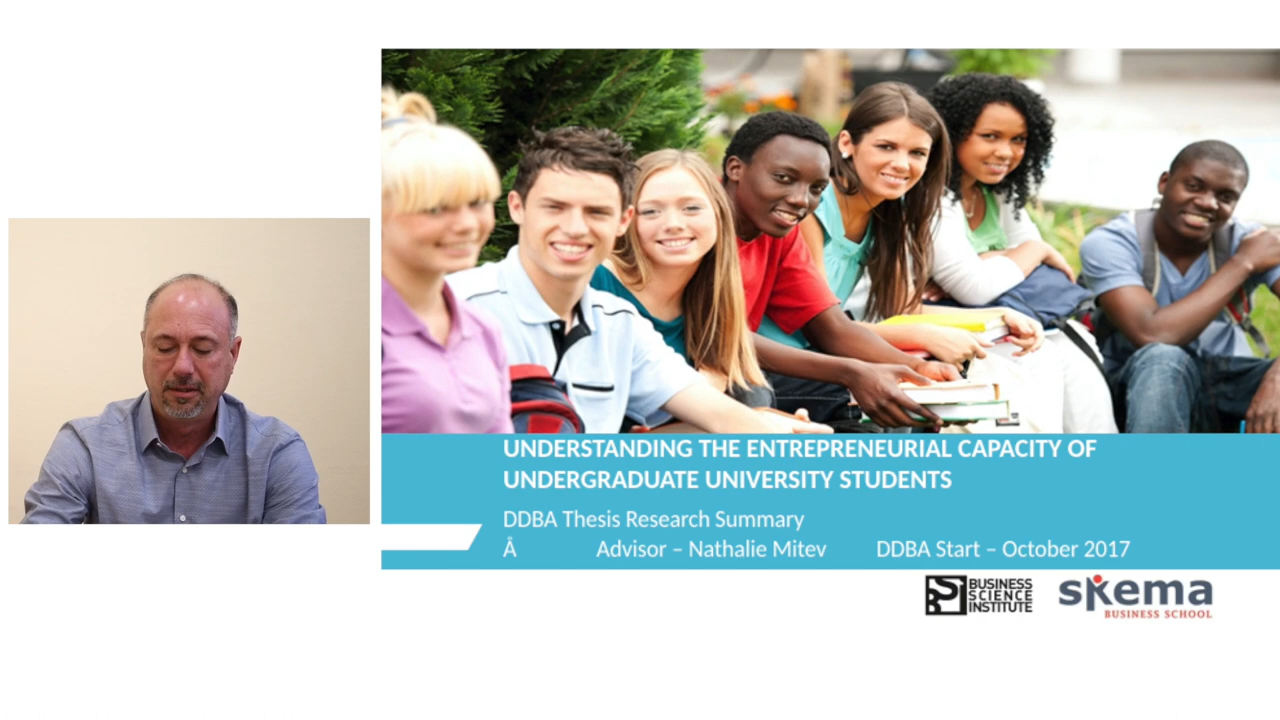 UNDERSTANDING THE ENTREPRENEURIAL CAPACITY OF
UNDERGRADUATE UNIVERSITY STUDENTS
DDBA Thesis Research Summary
Â Advisor – Nathalie Mitev DDBA Start – October 2017
BUSINESS
SCIENCE
INSTITUTE
skema
BUSINESS SCHOOL